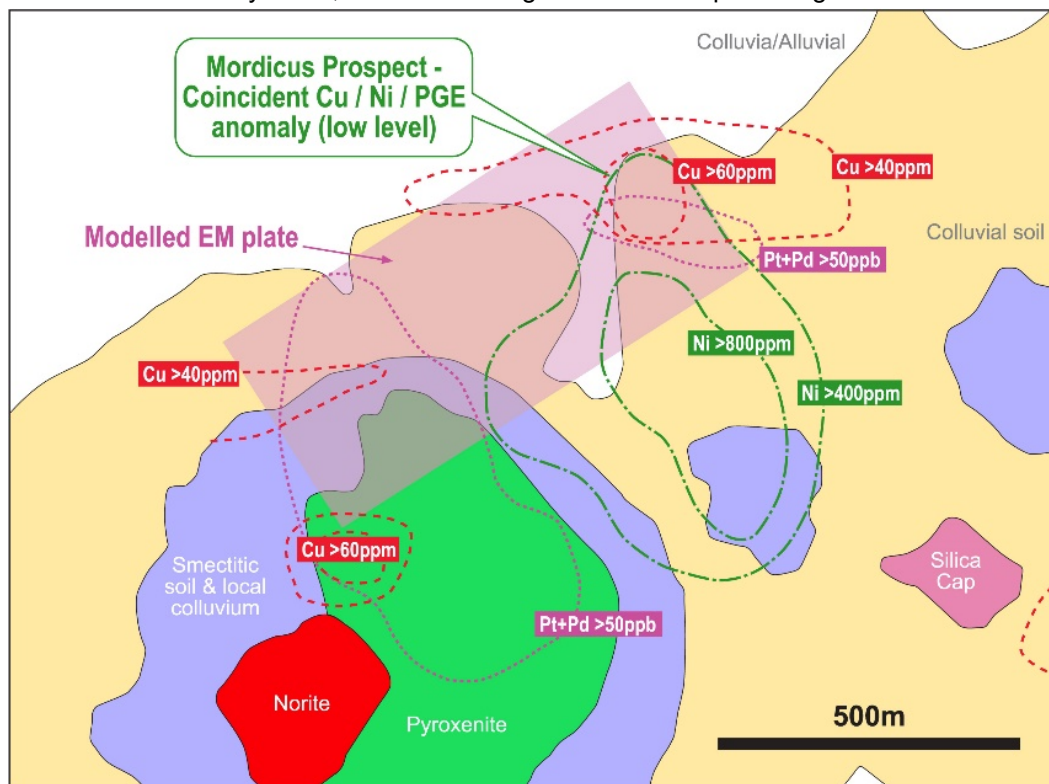 Colluvia/Alluvial
Mordicus Prospect -
Coincident Cu / Ni / PGE
anomaly (low level)
Cu >60ppm
Cu >40ppm
Modelled EM plate
Colluvial soil
Pt+Pd >50ppb
Ni >800ppm
Cu >40ppm
Ni >400ppm
Cu >60ppm
Smectitic
soil & local
colluvium
Silica
Cap
Pt+Pd >50ppb
Norite
Pyroxenite
500m